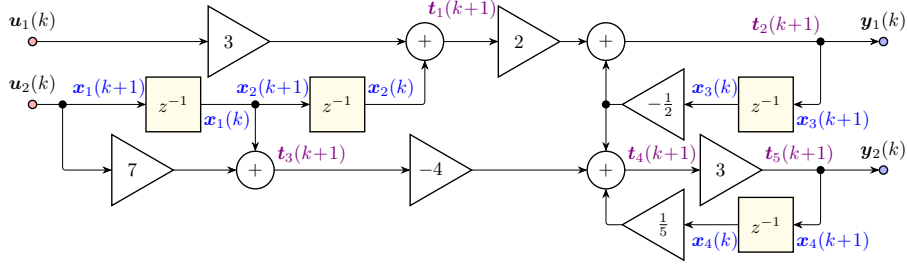 u₁(k) t₁(k+1) t₂(k+1) y₁(k)
3 + 2 +
u₂(k) x₁(k+1) z⁻¹ x₂(k+1) z⁻¹ x₂(k) −1/2 x₃(k) z⁻¹
x₁(k) x₃(k+1)
7 + t₃(k+1) −4 + t₄(k+1) 3 t₅(k+1) y₂(k)
1/5 x₄(k) z⁻¹ x₄(k+1)